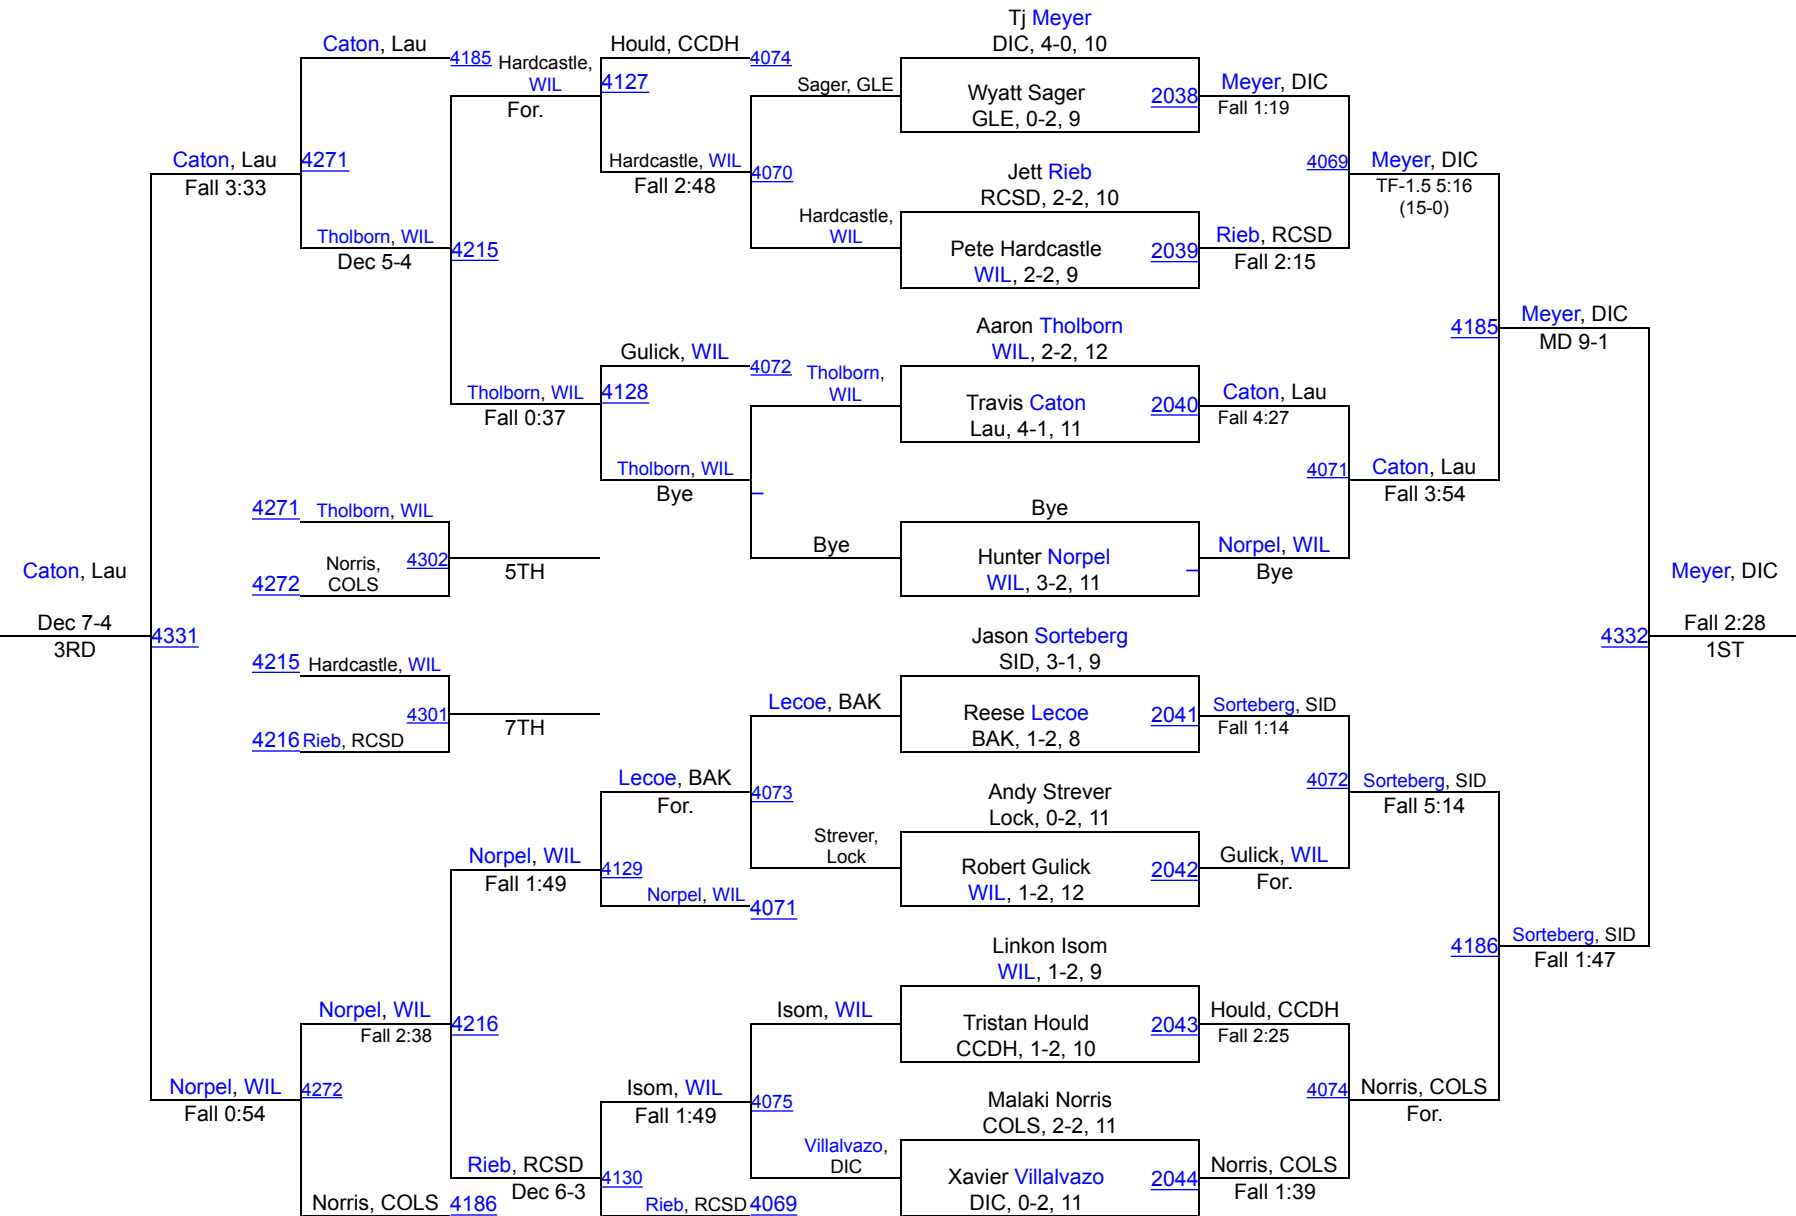 Tj Meyer
DIC, 4-0, 10
Caton, Lau
4185
Hardcastle,
WIL
For.
Hould, CCDH
4074
4127
Sager, GLE
Wyatt Sager
GLE, 0-2, 9
2038
Meyer, DIC
Fall 1:19
Caton, Lau
Fall 3:33
4271
Hardcastle, WIL
Fall 2:48
4070
Jett Rieb
RCSD, 2-2, 10
4069
Meyer, DIC
TF-1.5 5:16
(15-0)
Tholborn, WIL
Dec 5-4
4215
Hardcastle,
WIL
Pete Hardcastle
WIL, 2-2, 9
2039
Rieb, RCSD
Fall 2:15
Aaron Tholborn
WIL, 2-2, 12
4185
Meyer, DIC
MD 9-1
Gulick, WIL
4072
Tholborn, WIL
Fall 0:37
4128
Tholborn,
WIL
Travis Caton
Lau, 4-1, 11
2040
Caton, Lau
Fall 4:27
Tholborn, WIL
Bye
4071
Caton, Lau
Fall 3:54
4271
Tholborn, WIL
Bye
Norris,
COLS
4272
4302
5TH
Bye
Hunter Norpel
WIL, 3-2, 11
Norpel, WIL
Bye
Caton, Lau
Dec 7-4
3RD
4331
Meyer, DIC
Fall 2:28
1ST
4332
Jason Sorteberg
SID, 3-1, 9
4215
Hardcastle, WIL
4301
7TH
4216
Rieb, RCSD
Lecoe, BAK
Reese Lecoe
BAK, 1-2, 8
2041
Sorteberg, SID
Fall 1:14
Lecoe, BAK
For.
4073
Andy Strever
Lock, 0-2, 11
4072
Sorteberg, SID
Fall 5:14
Norpel, WIL
Fall 1:49
4129
Strever,
Lock
Robert Gulick
WIL, 1-2, 12
2042
Gulick, WIL
For.
Norpel, WIL
4071
Linkon Isom
WIL, 1-2, 9
4186
Sorteberg, SID
Fall 1:47
Norpel, WIL
Fall 2:38
4216
Isom, WIL
Tristan Hould
CCDH, 1-2, 10
2043
Hould, CCDH
Fall 2:25
Norpel, WIL
Fall 0:54
4272
Isom, WIL
Fall 1:49
4075
Malaki Norris
COLS, 2-2, 11
4074
Norris, COLS
For.
Rieb, RCSD
Dec 6-3
4130
Villalvazo,
DIC
Xavier Villalvazo
DIC, 0-2, 11
2044
Norris, COLS
Fall 1:39
Norris, COLS
4186
Rieb, RCSD
4069